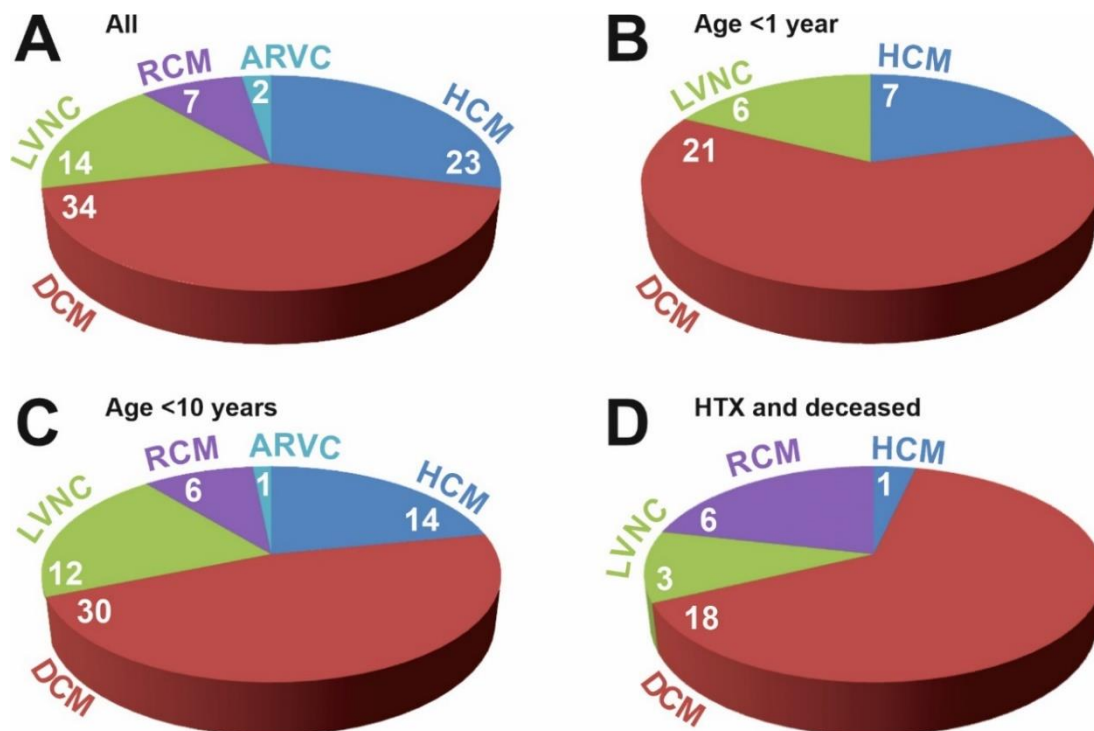 A
All
RCM
ARVC
7
2
LVNC
HCM
14
23
34
DCM
B
Age <1 year
LVNC
HCM
6
7
21
DCM
C
Age <10 years
RCM
ARVC
6
1
LVNC
HCM
14
12
30
DCM
D
HTX and deceased
RCM
HCM
1
LVNC
6
3
18
DCM